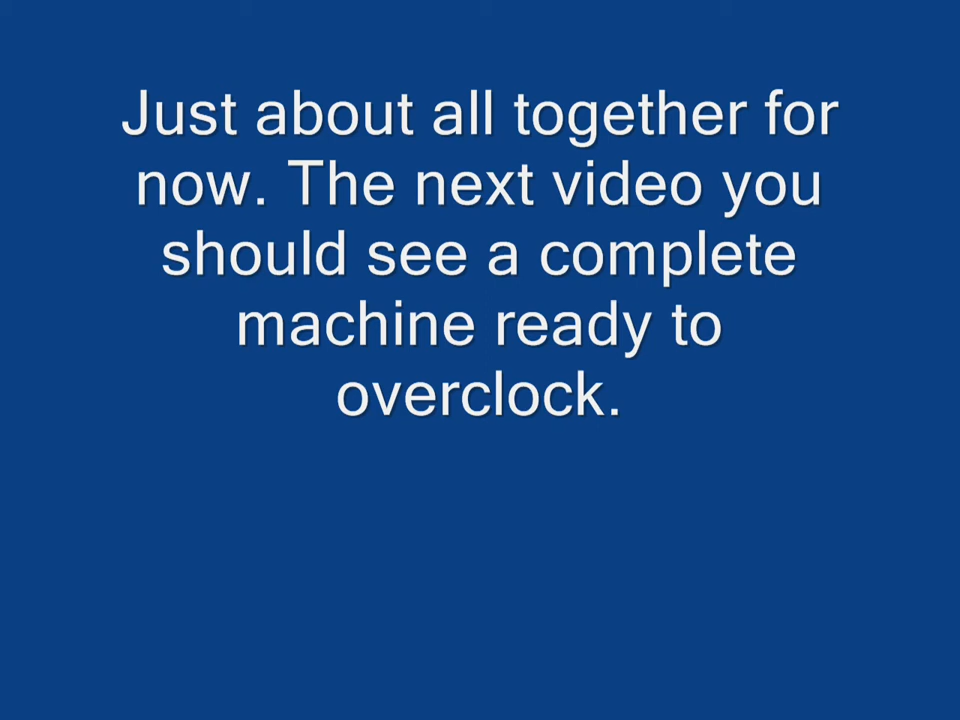 Just about all together for
now. The next video you
should see a complete
machine ready to
overclock.